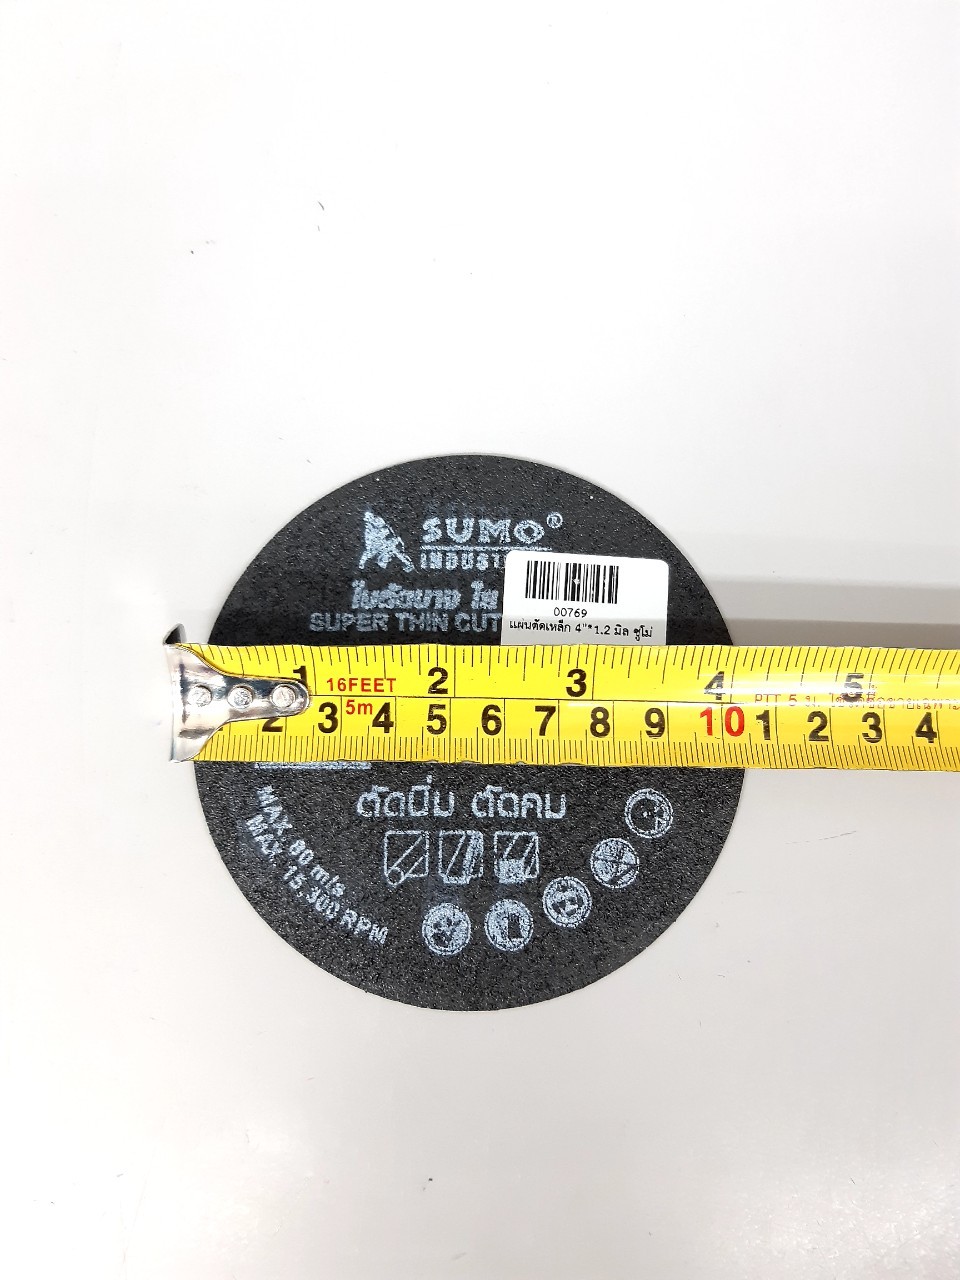 SUMO®
INDUST
ใบตัดบาง ใย
SUPER THIN CUT
00769
แผ่นตัดเหล็ก 4"*1.2 มิล ซูโม่
1 16FEET 2 3 4 5
5m
2 3 4 5 6 7 8 9 10 1 2 3 4
ตัดนิ่ม ตัดคม
MAX. 80 m/s
MAX. 15,300 RPM